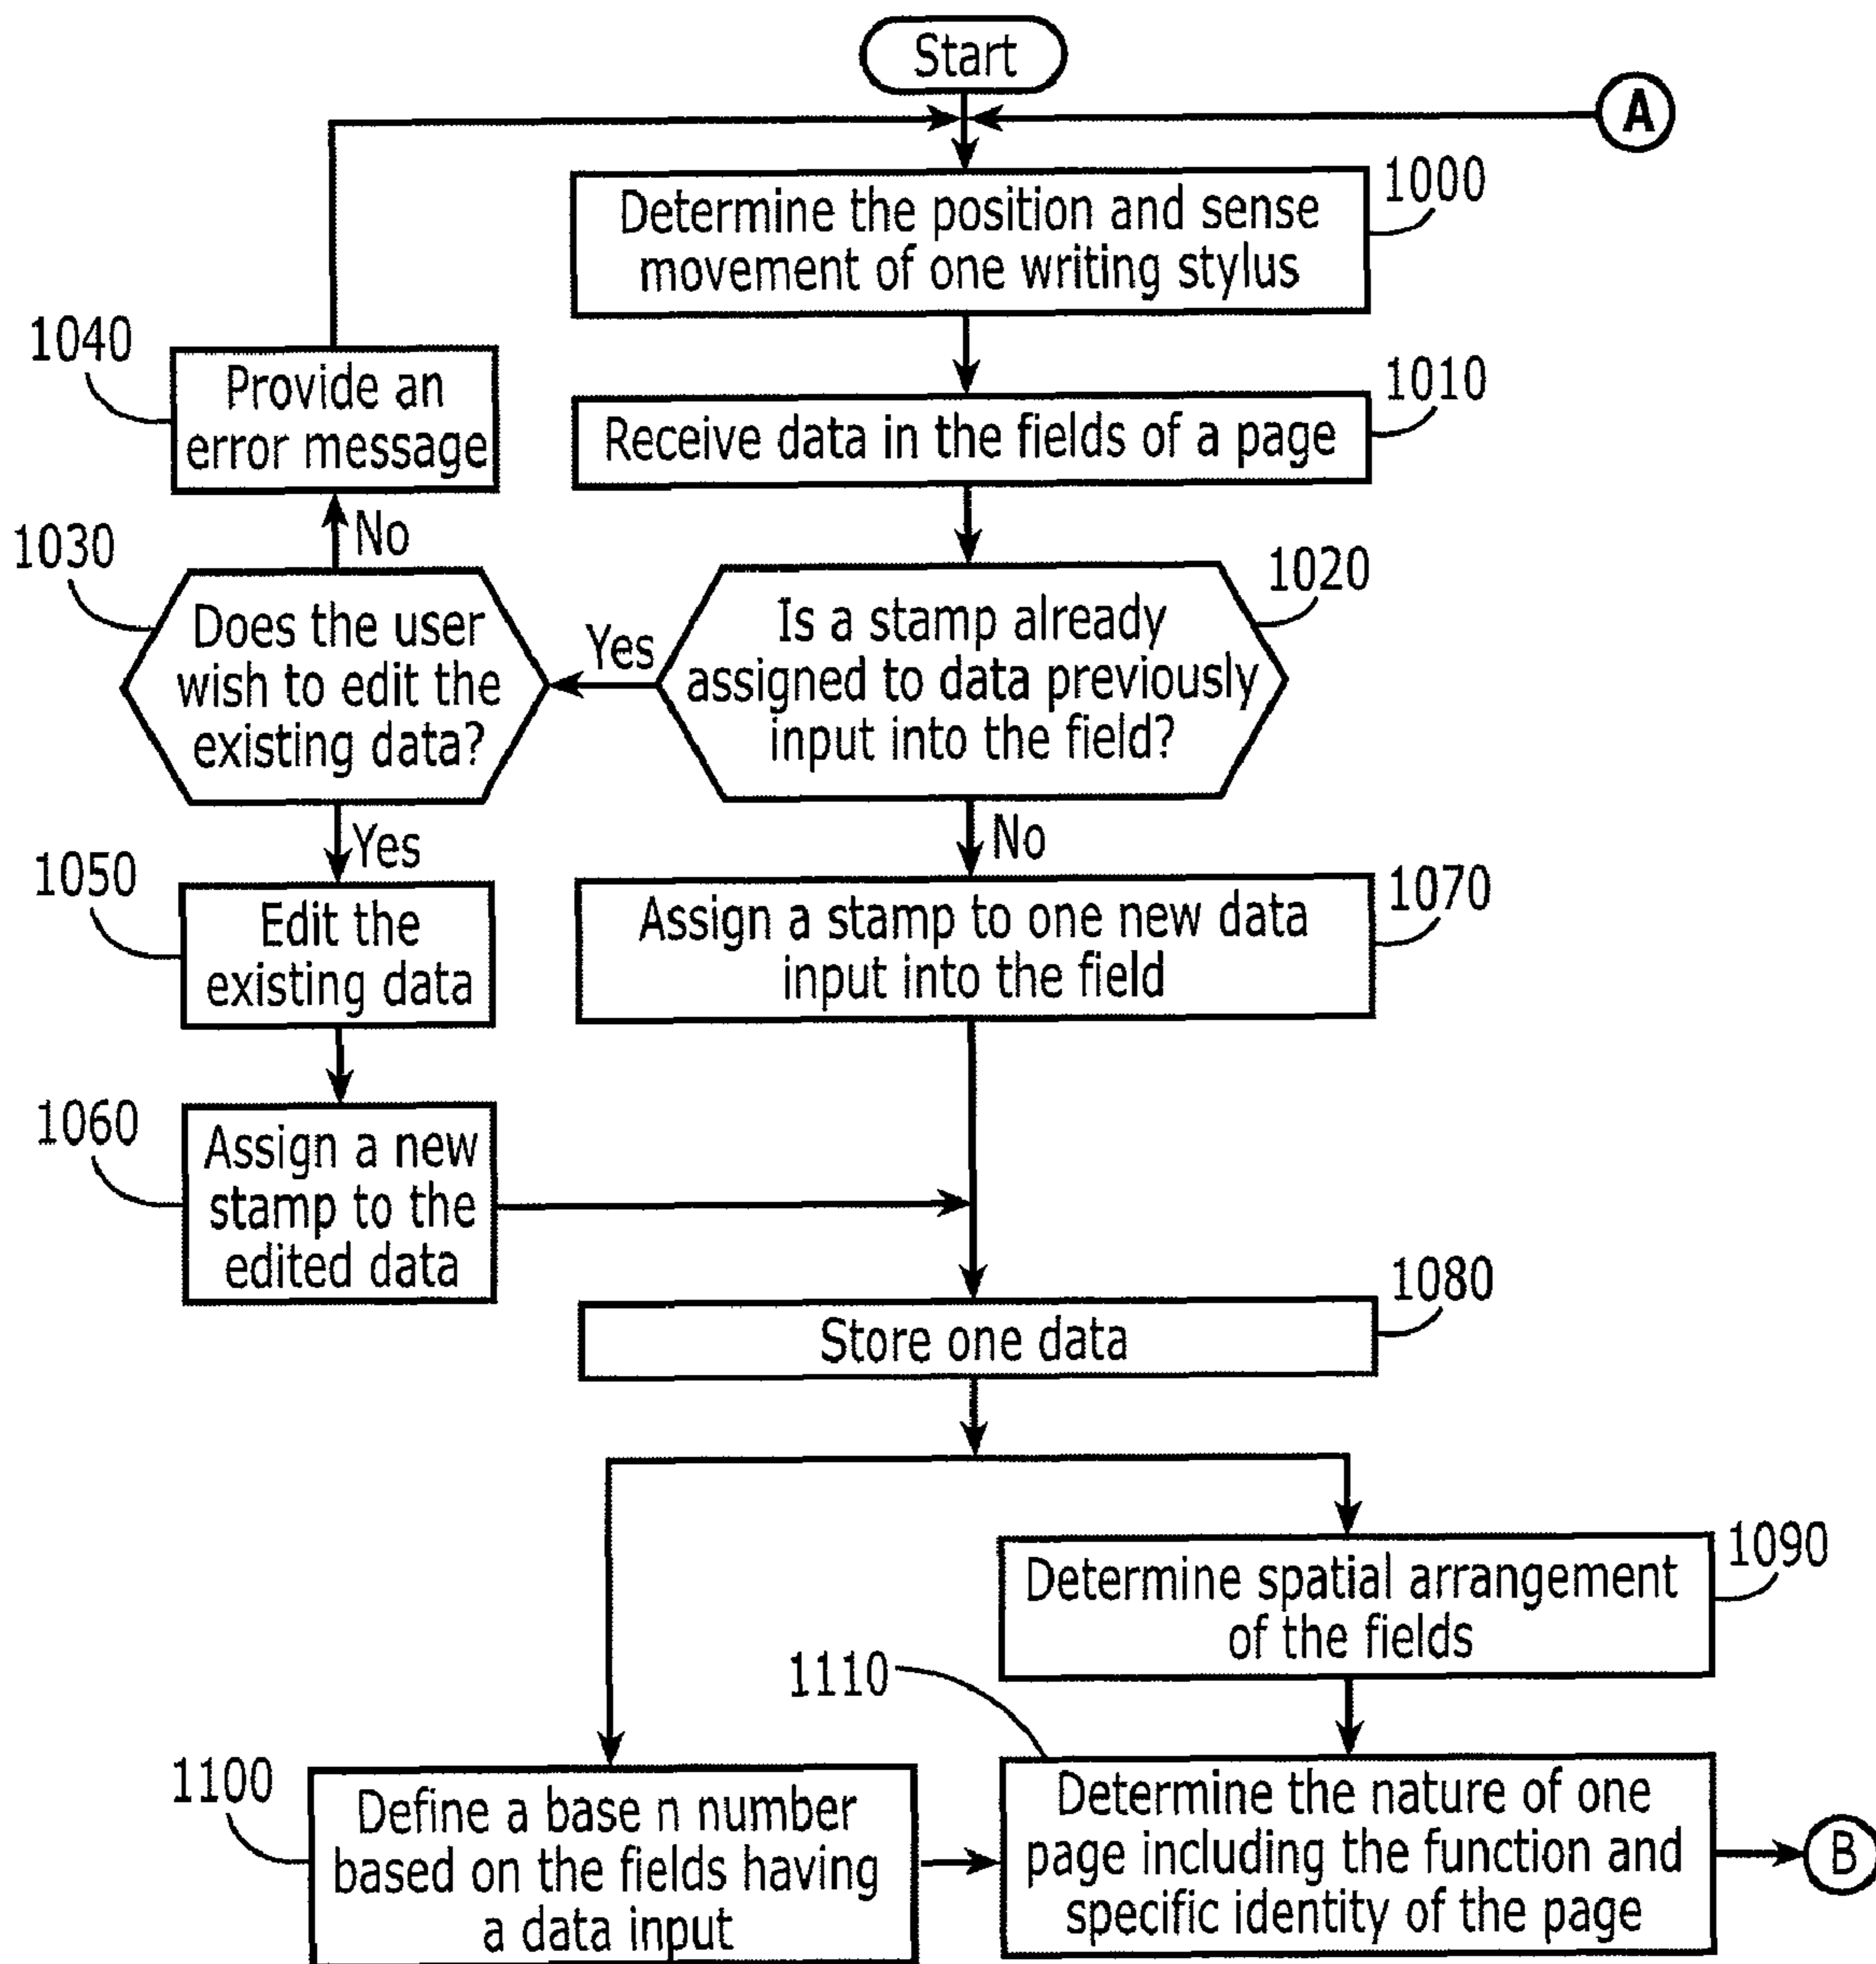 Start
A
1000
Determine the position and sense
movement of one writing stylus
1010
Receive data in the fields of a page
1040
Provide an
error message
No
1030
Does the user
wish to edit the
existing data?
Yes
1020
Is a stamp already
assigned to data previously
input into the field?
Yes
No
1050
Edit the
existing data
1070
Assign a stamp to one new data
input into the field
1060
Assign a new
stamp to the
edited data
1080
Store one data
1090
Determine spatial arrangement
of the fields
1110
1100
Define a base n number
based on the fields having
a data input
Determine the nature of one
page including the function and
specific identity of the page
B